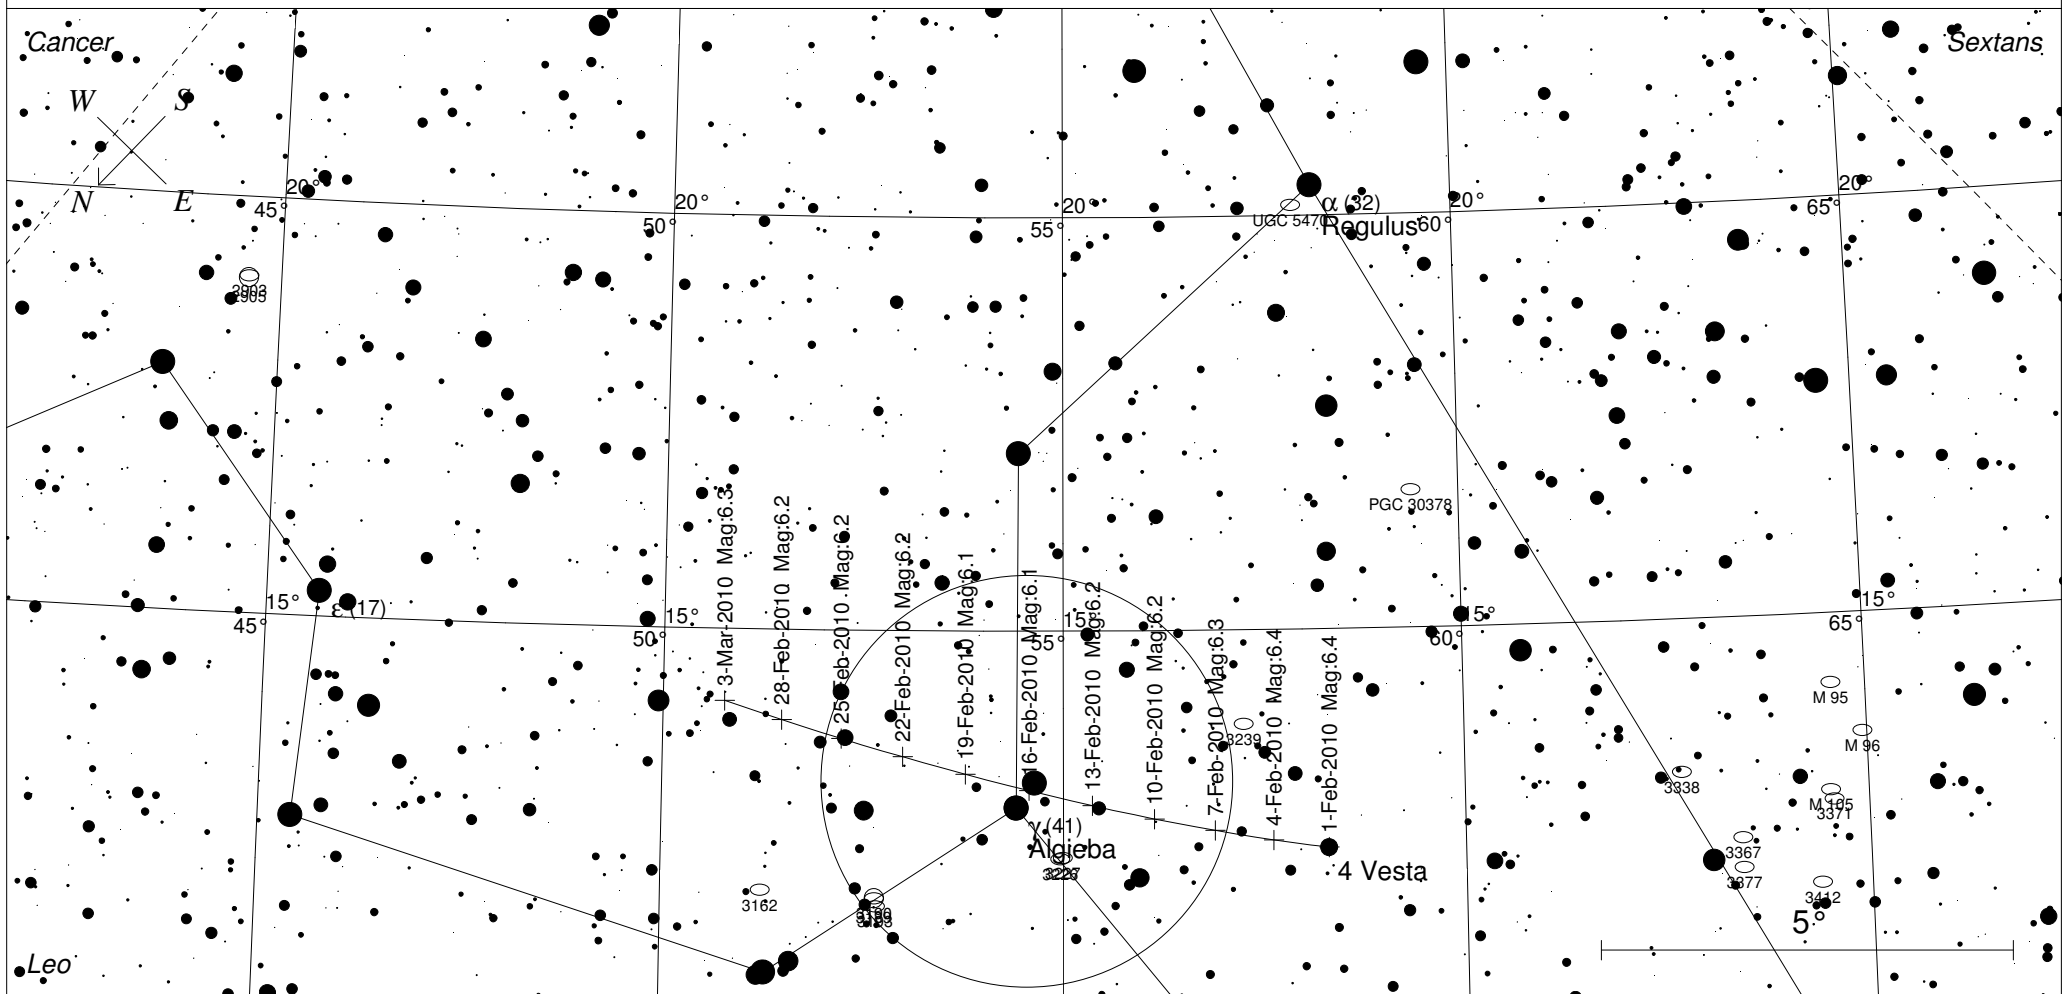 Cancer
Sextans
W
S
N
E
20°
45°
20°
50°
20°
55°
20°
60°
20°
65°
α (32)
Regulus
UGC 5470
2903
2905
PGC 30378
15°
45°
ε (17)
15°
50°
15°
55°
15°
60°
15°
65°
3-Mar-2010 Mag:6.3
28-Feb-2010 Mag:6.2
25-Feb-2010 Mag:6.2
22-Feb-2010 Mag:6.2
19-Feb-2010 Mag:6.1
16-Feb-2010 Mag:6.1
13-Feb-2010 Mag:6.2
10-Feb-2010 Mag:6.2
7-Feb-2010 Mag:6.3
4-Feb-2010 Mag:6.4
1-Feb-2010 Mag:6.4
M 95
M 96
3239
3338
M 105
3371
γ (41)
Algieba
3367
3377
3412
4 Vesta
3162
5°
Leo